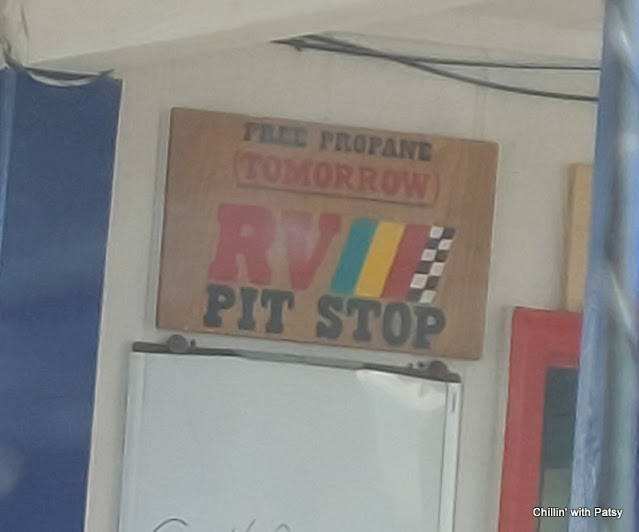 FREE PROPANE
(TOMORROW)
RV
PIT STOP
Chillin' with Patsy